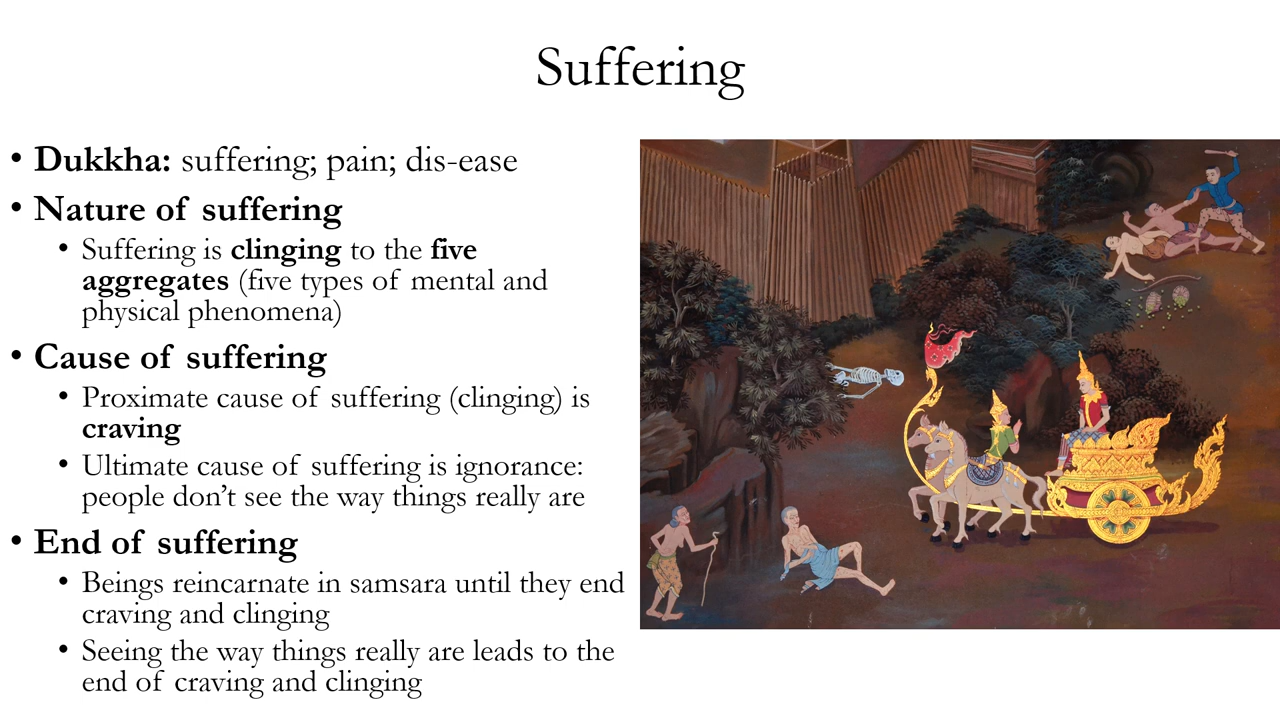 Suffering
• Dukkha: suffering; pain; dis-ease
• Nature of suffering
• Suffering is clinging to the five
aggregates (five types of mental and
physical phenomena)
• Cause of suffering
• Proximate cause of suffering (clinging) is
craving
• Ultimate cause of suffering is ignorance:
people don’t see the way things really are
• End of suffering
• Beings reincarnate in samsara until they end
craving and clinging
• Seeing the way things really are leads to the
end of craving and clinging